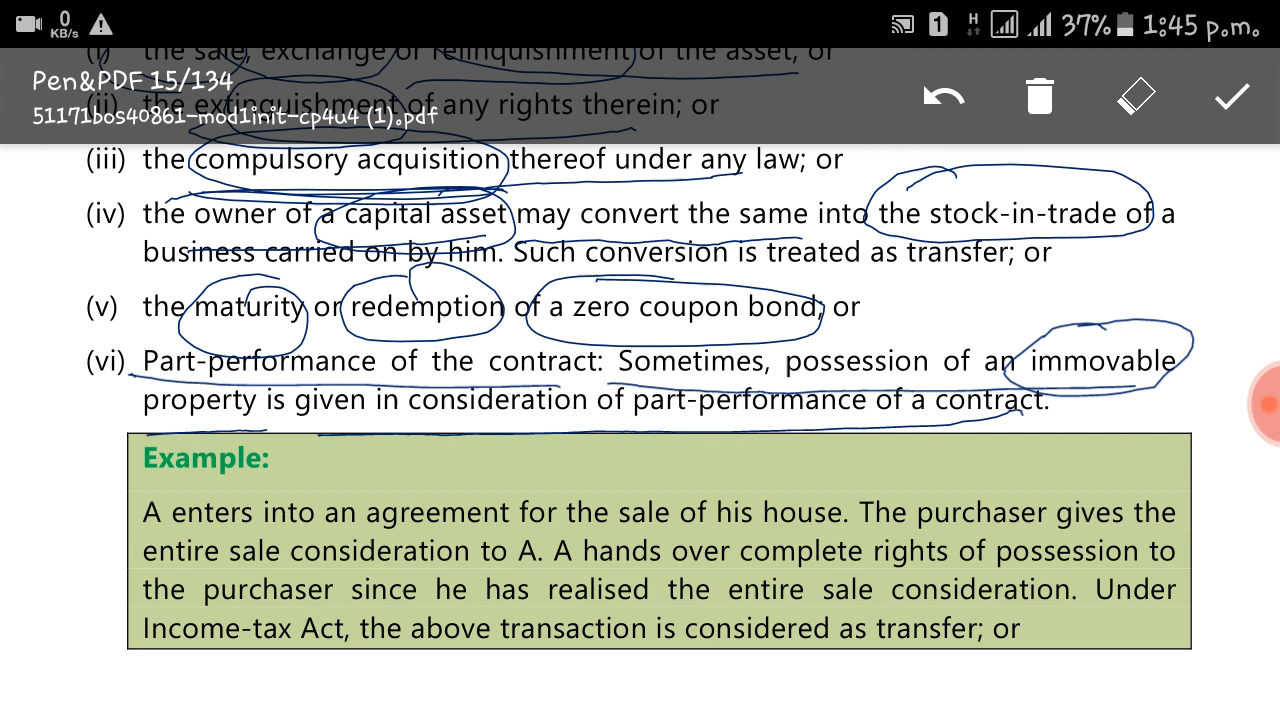 0
KB/s
1 H 37% 1:45 p.m.
(i) the sale, exchange or relinquishment of the asset; or
Pen&PDF 15/134
(ii) the extinguishment of any rights therein; or
51171bos40861-mod1init-cp4u4 (1).pdf
(iii) the compulsory acquisition thereof under any law; or
(iv) the owner of a capital asset may convert the same into the stock-in-trade of a
business carried on by him. Such conversion is treated as transfer; or
(v) the maturity or redemption of a zero coupon bond; or
(vi) Part-performance of the contract: Sometimes, possession of an immovable
property is given in consideration of part-performance of a contract.
Example:
A enters into an agreement for the sale of his house. The purchaser gives the
entire sale consideration to A. A hands over complete rights of possession to
the purchaser since he has realised the entire sale consideration. Under
Income-tax Act, the above transaction is considered as transfer; or